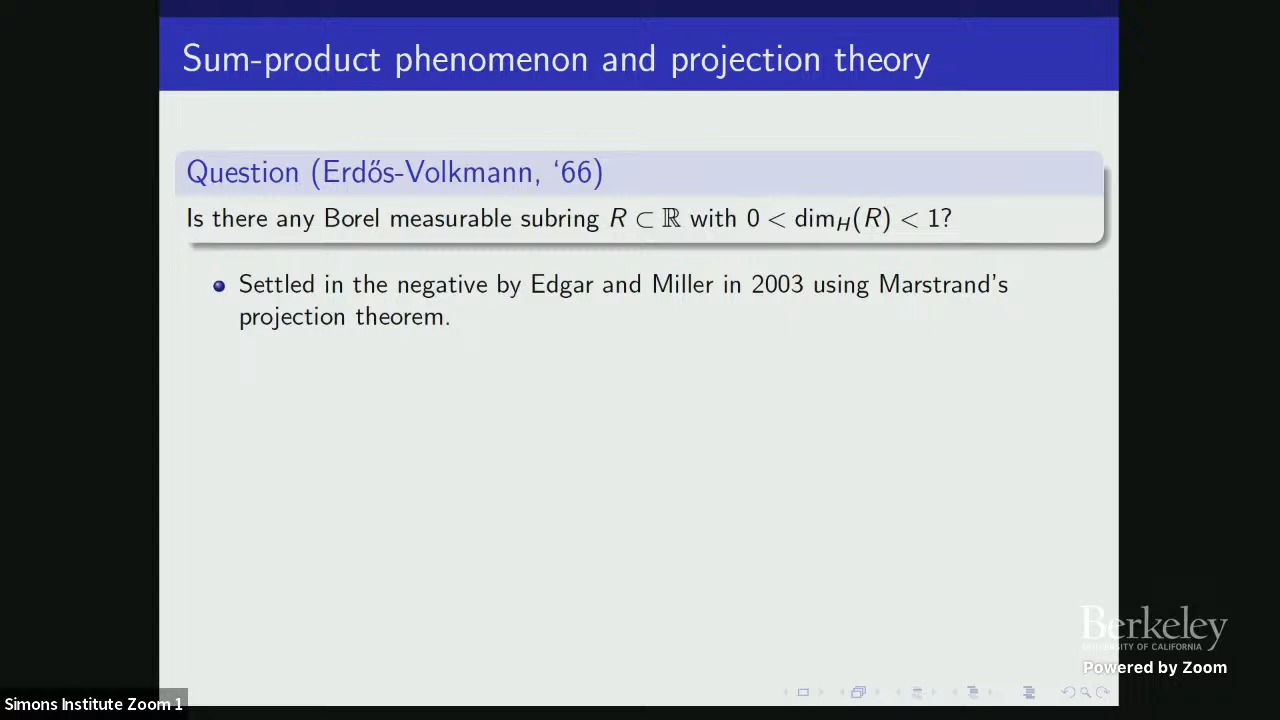 Sum-product phenomenon and projection theory
Question (Erdős-Volkmann, ‘66)
Is there any Borel measurable subring R ⊂ ℝ with 0 < dim_H(R) < 1?
Settled in the negative by Edgar and Miller in 2003 using Marstrand's
projection theorem.
Berkeley
UNIVERSITY OF CALIFORNIA
Powered by Zoom
Simons Institute Zoom 1